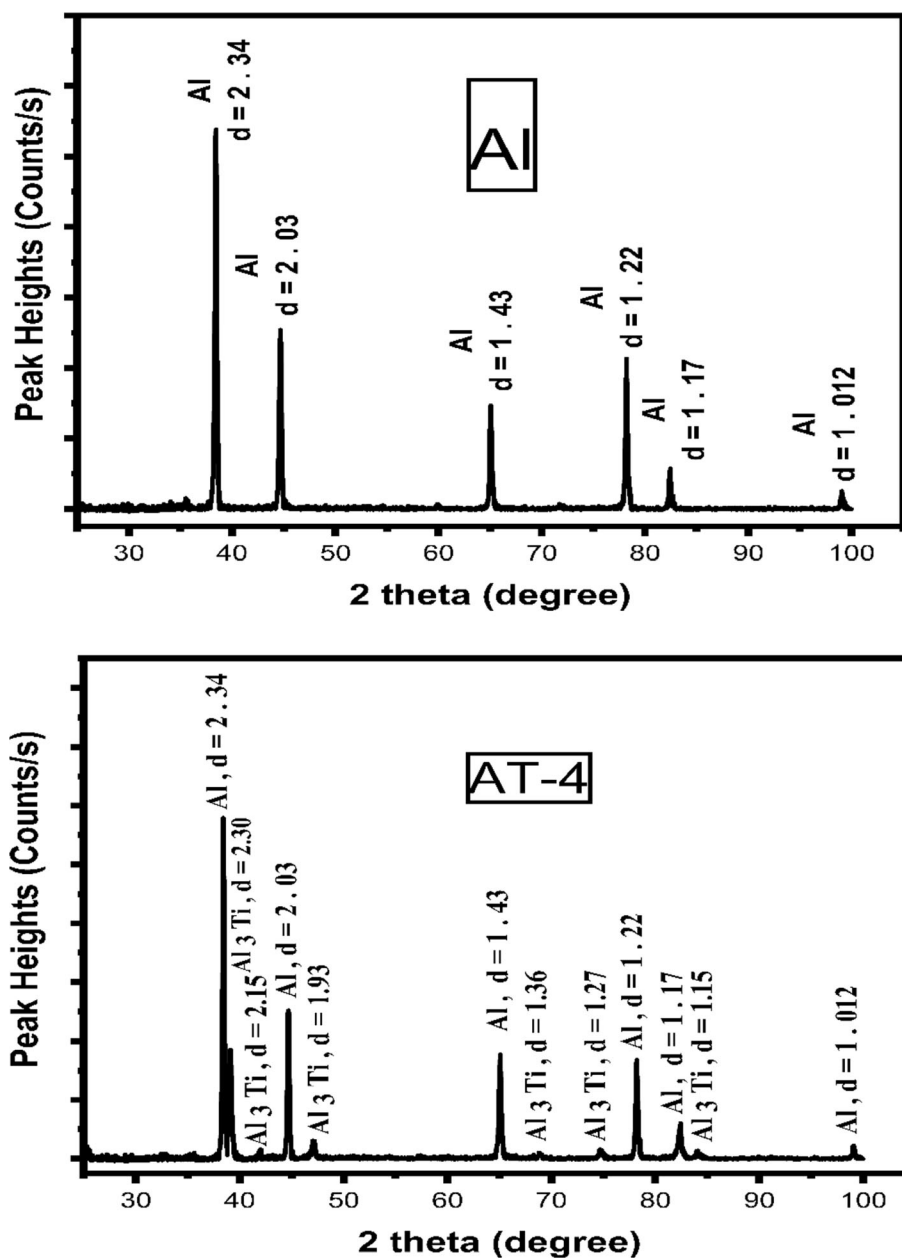 Al
d = 2 . 34
Al
d = 2 . 03
Al
d = 1 . 43
Al
d = 1 . 22
Al
d = 1 . 17
Al
d = 1 . 012
Al
Peak Heights (Counts/s)
30 40 50 60 70 80 90 100
2 theta (degree)
Al , d = 2 . 34
Al 3 Ti , d = 2.30
Al 3 Ti , d = 2.15
Al , d = 2 . 03
Al 3 Ti , d = 1.93
Al , d = 1 . 43
Al 3 Ti , d = 1.36
Al 3 Ti , d = 1.27
Al , d = 1 . 22
Al , d = 1 . 17
Al 3 Ti , d = 1.15
Al , d = 1 . 012
AT-4
Peak Heights (Counts/s)
30 40 50 60 70 80 90 100
2 theta (degree)